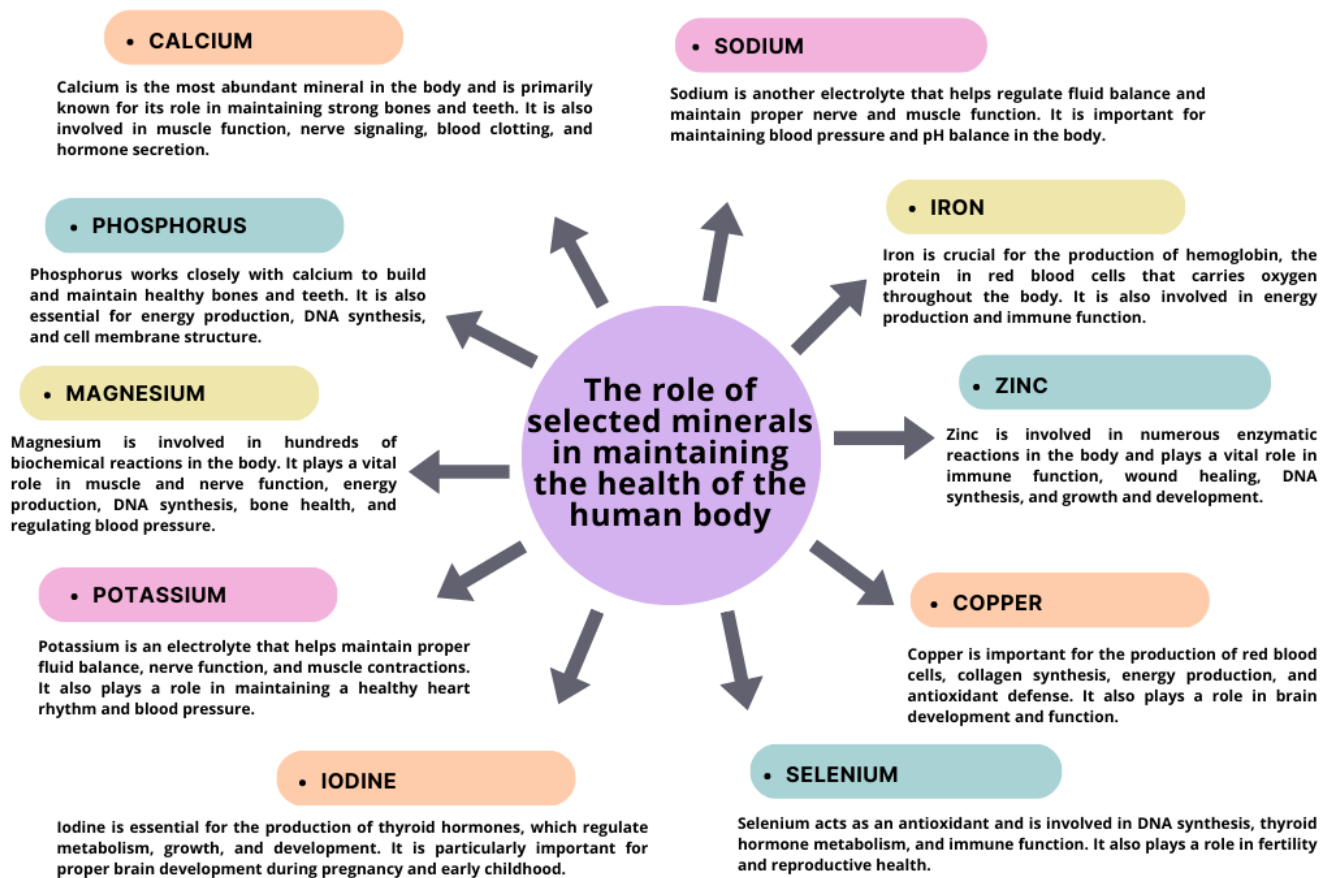 • CALCIUM
Calcium is the most abundant mineral in the body and is primarily
known for its role in maintaining strong bones and teeth. It is also
involved in muscle function, nerve signaling, blood clotting, and
hormone secretion.
• PHOSPHORUS
Phosphorus works closely with calcium to build
and maintain healthy bones and teeth. It is also
essential for energy production, DNA synthesis,
and cell membrane structure.
• MAGNESIUM
Magnesium is involved in hundreds of
biochemical reactions in the body. It plays a vital
role in muscle and nerve function, energy
production, DNA synthesis, bone health, and
regulating blood pressure.
• POTASSIUM
Potassium is an electrolyte that helps maintain proper
fluid balance, nerve function, and muscle contractions.
It also plays a role in maintaining a healthy heart
rhythm and blood pressure.
• IODINE
Iodine is essential for the production of thyroid hormones, which regulate
metabolism, growth, and development. It is particularly important for
proper brain development during pregnancy and early childhood.
The role of
selected minerals
in maintaining
the health of the
human body
• SODIUM
Sodium is another electrolyte that helps regulate fluid balance and
maintain proper nerve and muscle function. It is important for
maintaining blood pressure and pH balance in the body.
• IRON
Iron is crucial for the production of hemoglobin, the
protein in red blood cells that carries oxygen
throughout the body. It is also involved in energy
production and immune function.
• ZINC
Zinc is involved in numerous enzymatic
reactions in the body and plays a vital role in
immune function, wound healing, DNA
synthesis, and growth and development.
• COPPER
Copper is important for the production of red blood
cells, collagen synthesis, energy production, and
antioxidant defense. It also plays a role in brain
development and function.
• SELENIUM
Selenium acts as an antioxidant and is involved in DNA synthesis, thyroid
hormone metabolism, and immune function. It also plays a role in fertility
and reproductive health.